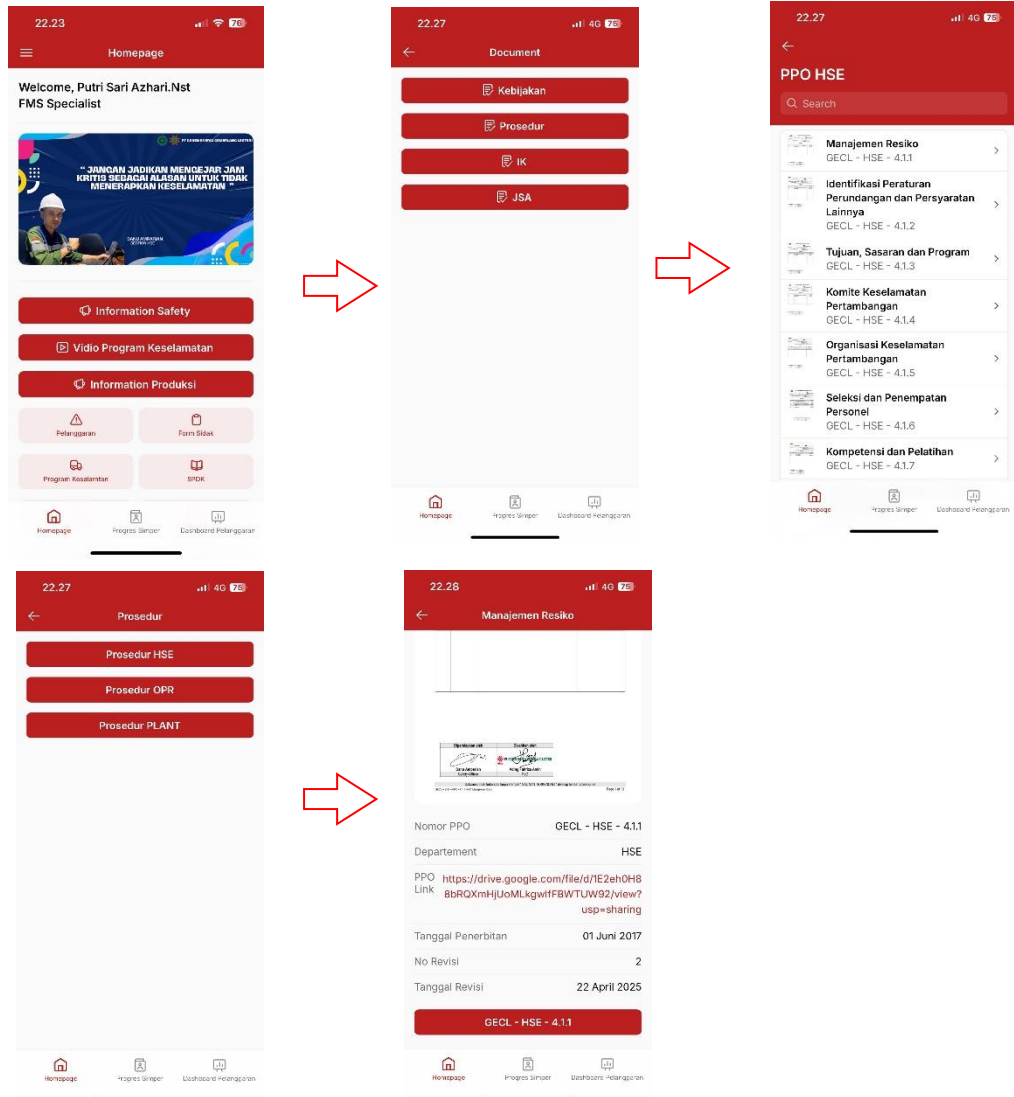 22.23
76
Homepage
Welcome, Putri Sari Azhari.Nst
FMS Specialist
" JANGAN JADIKAN MENGEJAR JAM
KRITIS SEBAGAI ALASAN UNTUK TIDAK
MENERAPKAN KESELAMATAN "
Information Safety
Vidio Program Keselamatan
Information Produksi
Pelanggaran
Form Sidak
Program Keselamtan
SPDK
Homepage
Progres Simper
Dashboard Pelanggaran
22.27
4G 75
Document
Kebijakan
Prosedur
IK
JSA
Homepage
Progres Simper
Dashboard Pelanggaran
22.27
4G 75
PPO HSE
Search
Manajemen Resiko
GECL - HSE - 4.1.1
Identifikasi Peraturan
Perundangan dan Persyaratan
Lainnya
GECL - HSE - 4.1.2
Tujuan, Sasaran dan Program
GECL - HSE - 4.1.3
Komite Keselamatan
Pertambangan
GECL - HSE - 4.1.4
Organisasi Keselamatan
Pertambangan
GECL - HSE - 4.1.5
Seleksi dan Penempatan
Personel
GECL - HSE - 4.1.6
Kompetensi dan Pelatihan
GECL - HSE - 4.1.7
Homepage
Progres Simper
Dashboard Pelanggaran
22.27
4G 75
Prosedur
Prosedur HSE
Prosedur OPR
Prosedur PLANT
Homepage
Progres Simper
Dashboard Pelanggaran
22.28
4G 75
Manajemen Resiko
Nomor PPO GECL - HSE - 4.1.1
Departement HSE
PPO Link https://drive.google.com/file/d/1E2eh0H8
8bRQXmHjUoMLkgwlfFBWTUW92/view?
usp=sharing
Tanggal Penerbitan 01 Juni 2017
No Revisi 2
Tanggal Revisi 22 April 2025
GECL - HSE - 4.1.1
Homepage
Progres Simper
Dashboard Pelanggaran